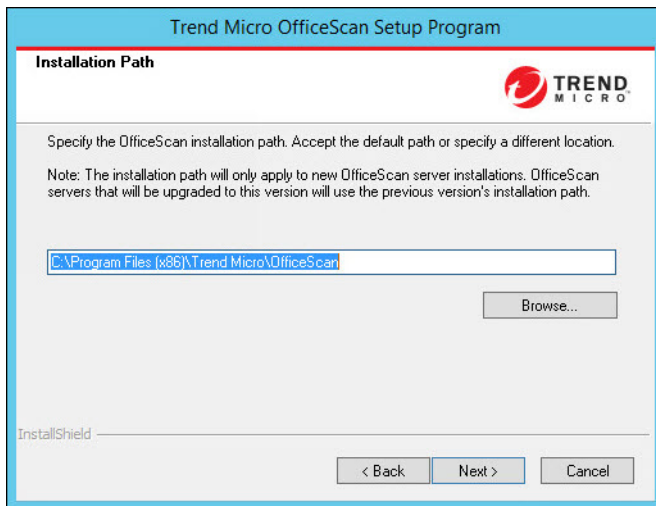 Trend Micro OfficeScan Setup Program
Installation Path
TREND
MICRO
Specify the OfficeScan installation path. Accept the default path or specify a different location.
Note: The installation path will only apply to new OfficeScan server installations. OfficeScan
servers that will be upgraded to this version will use the previous version's installation path.
C:\Program Files (x86)\Trend Micro\OfficeScan
Browse...
InstallShield
< Back Next > Cancel